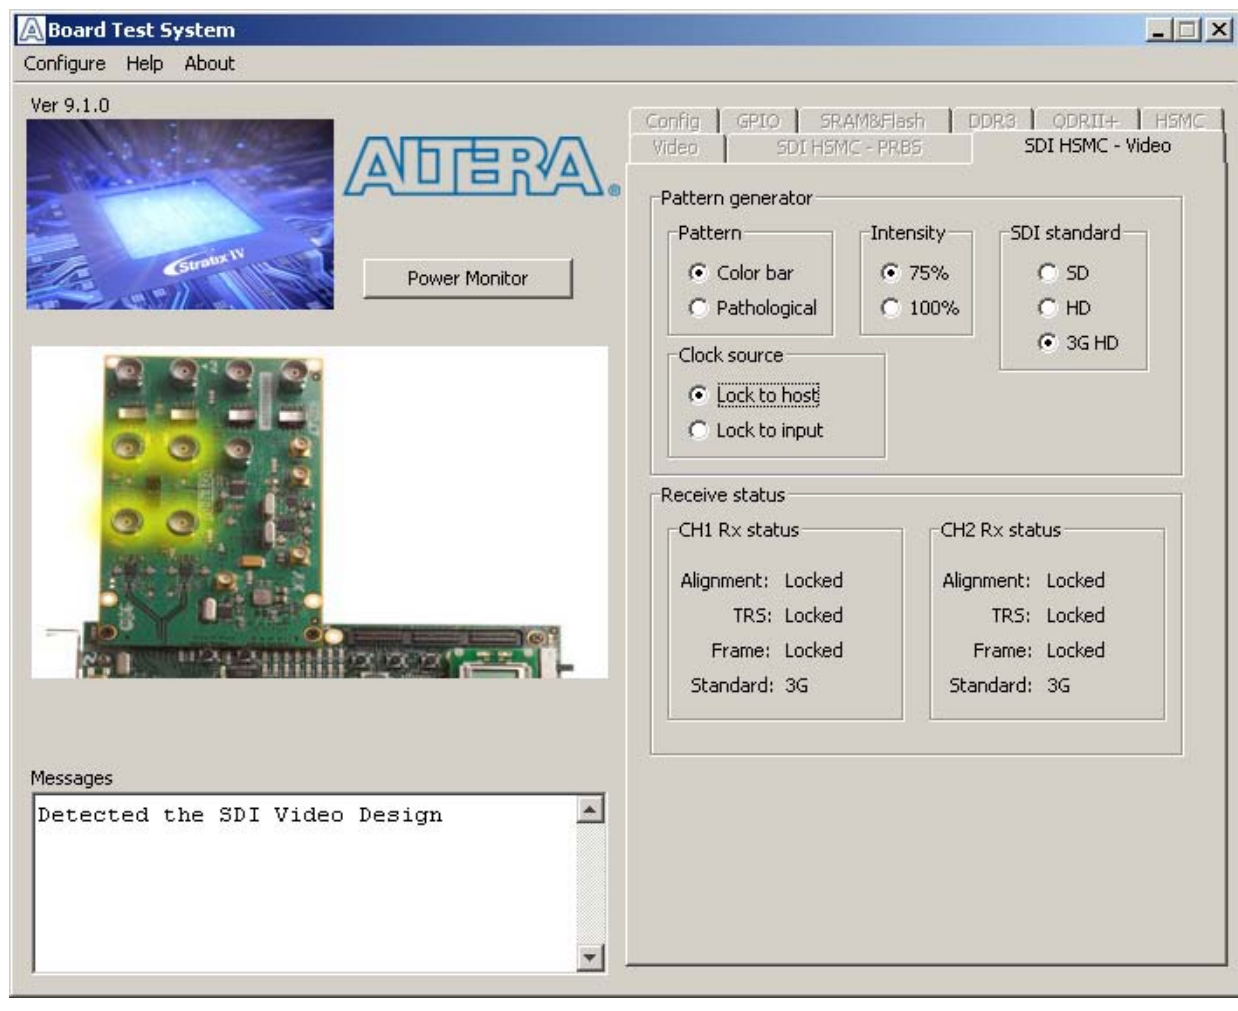 Board Test System
Configure Help About
Ver 9.1.0
Stratix IV
ALTERA®
Power Monitor
Config GPIO SRAM&Flash DDR3 QDRII+ HSMC
Video SDI HSMC - PRBS SDI HSMC - Video
Pattern generator
Pattern
Color bar
Pathological
Intensity
75%
100%
SDI standard
SD
HD
3G HD
Clock source
Lock to host
Lock to input
Receive status
CH1 Rx status
Alignment: Locked
TRS: Locked
Frame: Locked
Standard: 3G
CH2 Rx status
Alignment: Locked
TRS: Locked
Frame: Locked
Standard: 3G
Messages
Detected the SDI Video Design